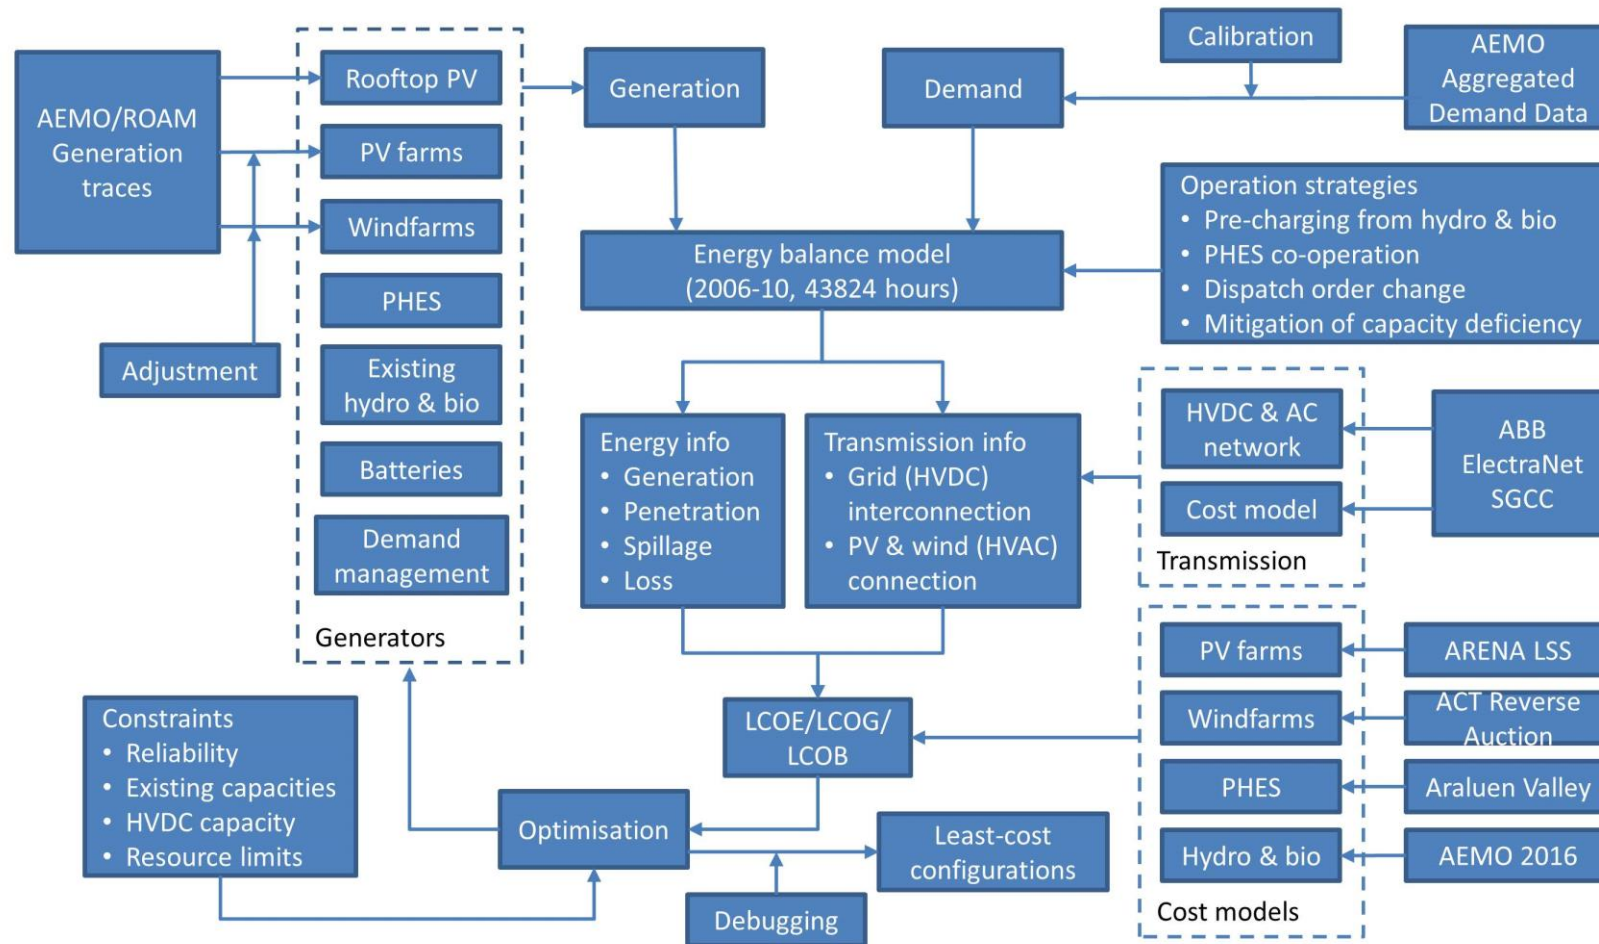 Calibration
AEMO
Aggregated
Demand Data
Rooftop PV
Generation
Demand
AEMO/ROAM
Generation
traces
PV farms
Windfarms
Operation strategies
• Pre-charging from hydro & bio
• PHES co-operation
• Dispatch order change
• Mitigation of capacity deficiency
Energy balance model
(2006-10, 43824 hours)
PHES
Adjustment
Existing
hydro & bio
Batteries
Demand
management
Generators
Energy info
• Generation
• Penetration
• Spillage
• Loss
Transmission info
• Grid (HVDC)
interconnection
• PV & wind (HVAC)
connection
HVDC & AC
network
Cost model
Transmission
ABB
ElectraNet
SGCC
PV farms
ARENA LSS
Windfarms
ACT Reverse
Auction
PHES
Araluen Valley
Hydro & bio
AEMO 2016
Cost models
LCOE/LCOG/
LCOB
Constraints
• Reliability
• Existing capacities
• HVDC capacity
• Resource limits
Optimisation
Least-cost
configurations
Debugging